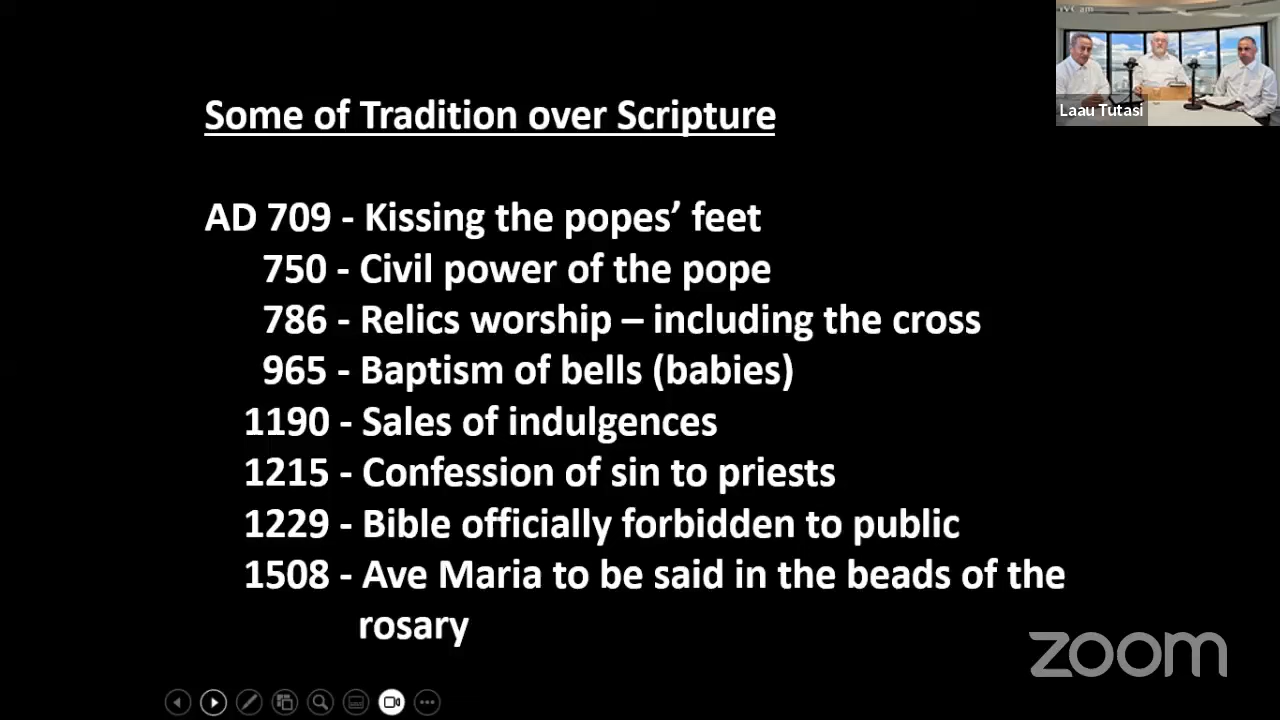 Laau Tutasi
Some of Tradition over Scripture
AD 709 - Kissing the popes’ feet
750 - Civil power of the pope
786 - Relics worship – including the cross
965 - Baptism of bells (babies)
1190 - Sales of indulgences
1215 - Confession of sin to priests
1229 - Bible officially forbidden to public
1508 - Ave Maria to be said in the beads of the
rosary
zoom